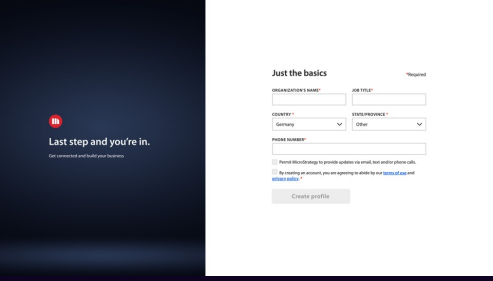 Last step and you're in.
Get connected and build your business
Just the basics
*Required
ORGANIZATION'S NAME*
JOB TITLE*
COUNTRY *
STATE/PROVINCE *
Germany
Other
PHONE NUMBER*
Permit MicroStrategy to provide updates via email, text and/or phone calls.
By creating an account, you are agreeing to abide by our terms of use and
privacy policy. *
Create profile